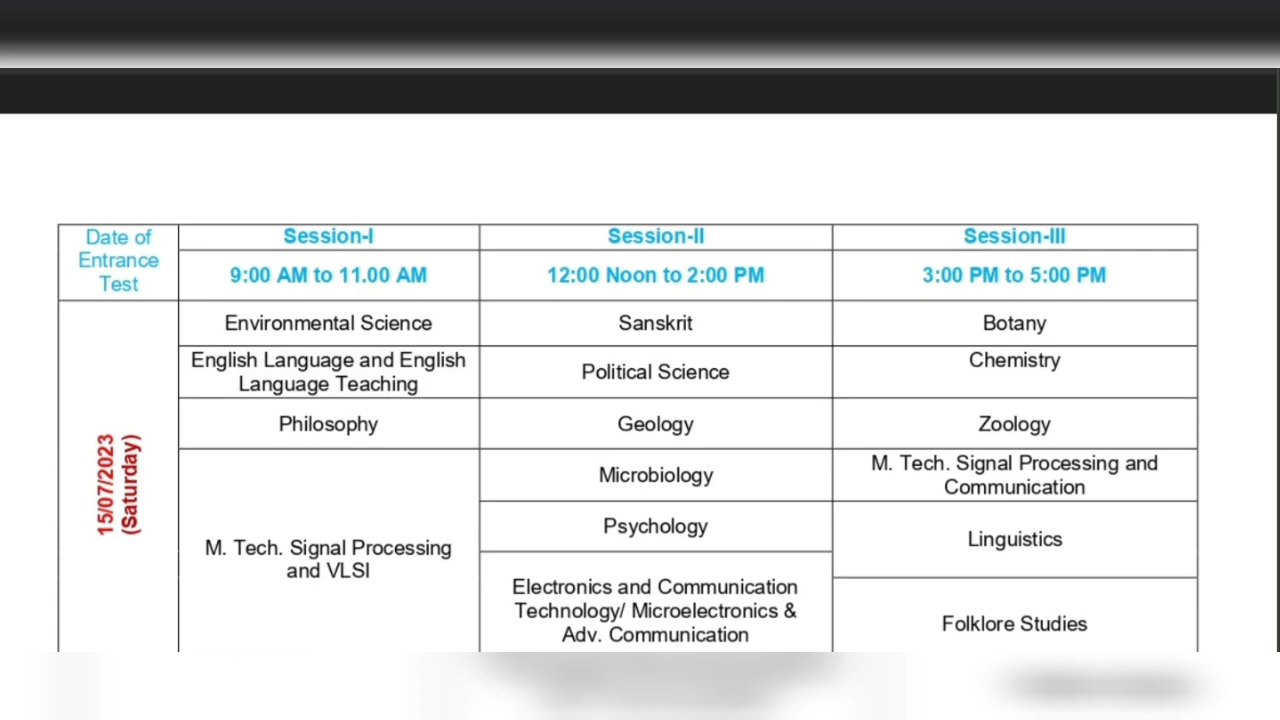 Date of
Entrance
Test
Session-I
Session-II
Session-III
9:00 AM to 11.00 AM
12:00 Noon to 2:00 PM
3:00 PM to 5:00 PM
15/07/2023
(Saturday)
Environmental Science
Sanskrit
Botany
English Language and English
Language Teaching
Political Science
Chemistry
Philosophy
Geology
Zoology
M. Tech. Signal Processing
and VLSI
Microbiology
M. Tech. Signal Processing and
Communication
Psychology
Linguistics
Electronics and Communication
Technology/ Microelectronics &
Adv. Communication
Folklore Studies